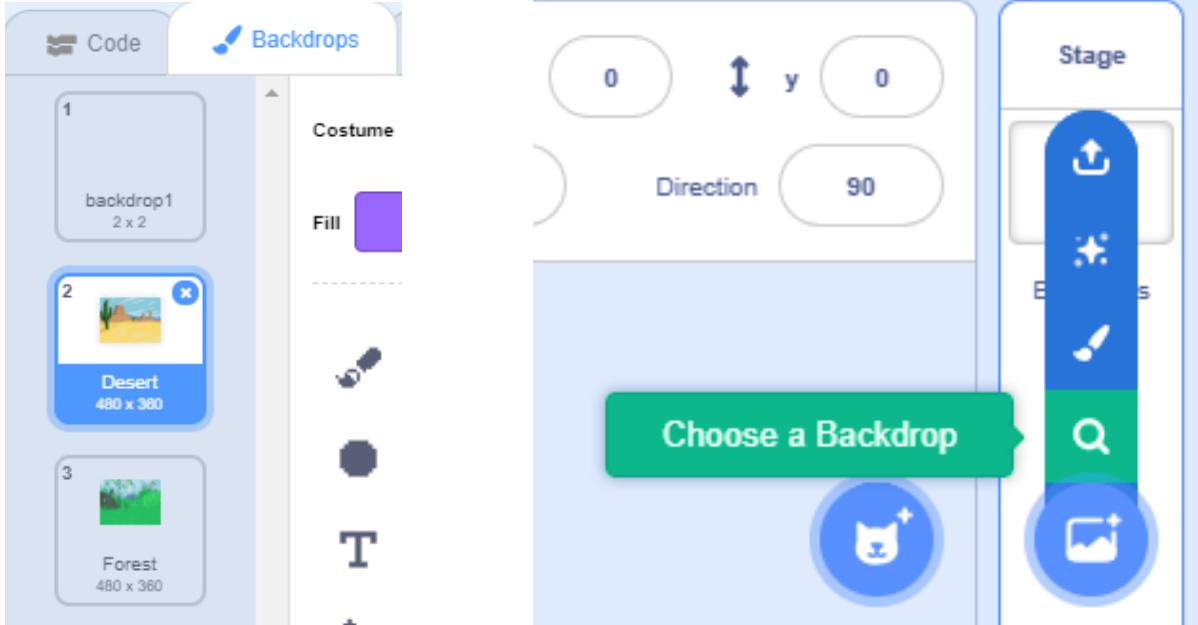 Code
Backdrops
1
backdrop1
2 x 2
2
Desert
480 x 360
3
Forest
480 x 360
Costume
Fill
T
0
y
0
Direction
90
Stage
Choose a Backdrop